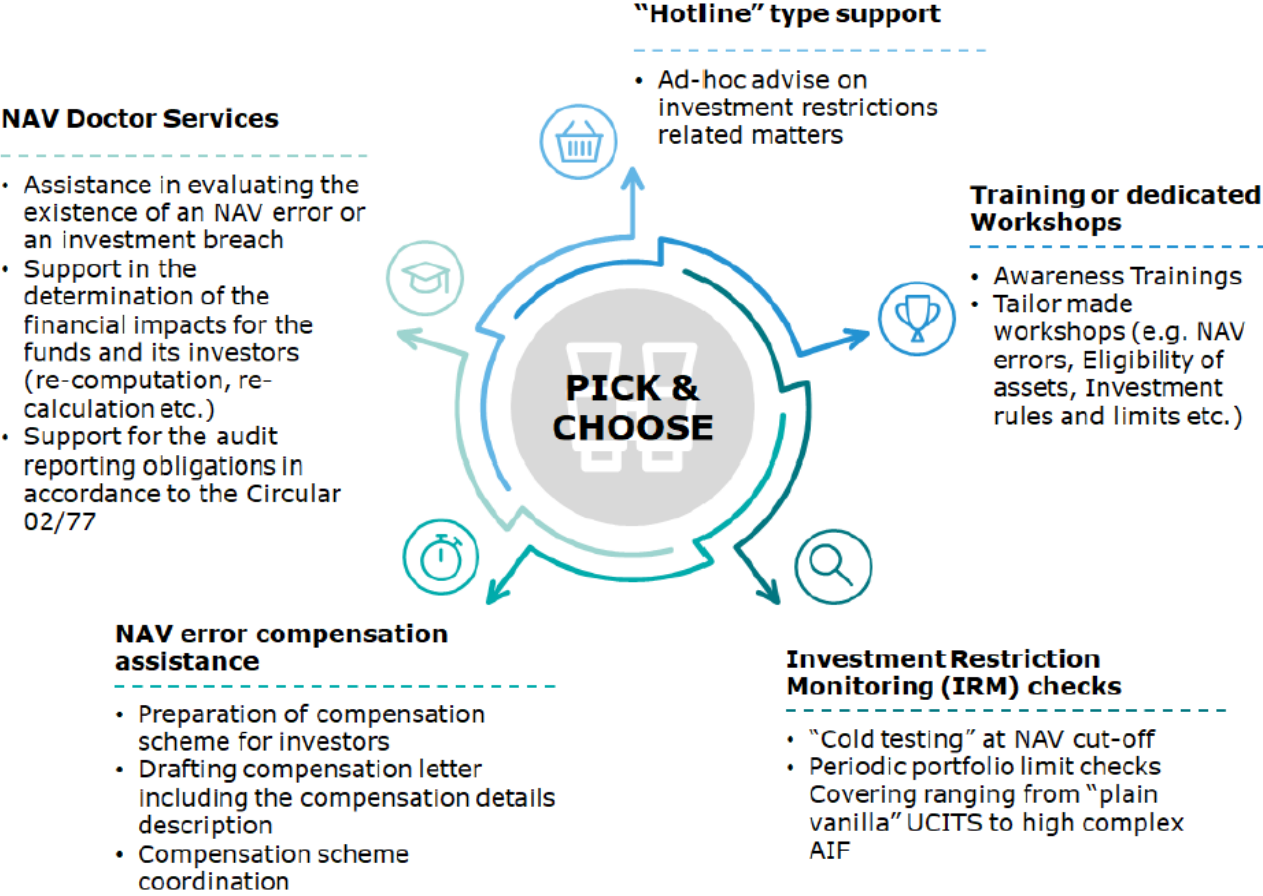 “Hotline” type support
• Ad-hoc advise on
investment restrictions
related matters
NAV Doctor Services
• Assistance in evaluating the
existence of an NAV error or
an investment breach
• Support in the
determination of the
financial impacts for the
funds and its investors
(re-computation, re-
calculation etc.)
• Support for the audit
reporting obligations in
accordance to the Circular
02/77
Training or dedicated
Workshops
• Awareness Trainings
• Tailor made
workshops (e.g. NAV
errors, Eligibility of
assets, Investment
rules and limits etc.)
PICK &
CHOOSE
NAV error compensation
assistance
• Preparation of compensation
scheme for investors
• Drafting compensation letter
including the compensation details
description
• Compensation scheme
coordination
Investment Restriction
Monitoring (IRM) checks
• “Cold testing” at NAV cut-off
• Periodic portfolio limit checks
Covering ranging from “plain
vanilla” UCITS to high complex
AIF